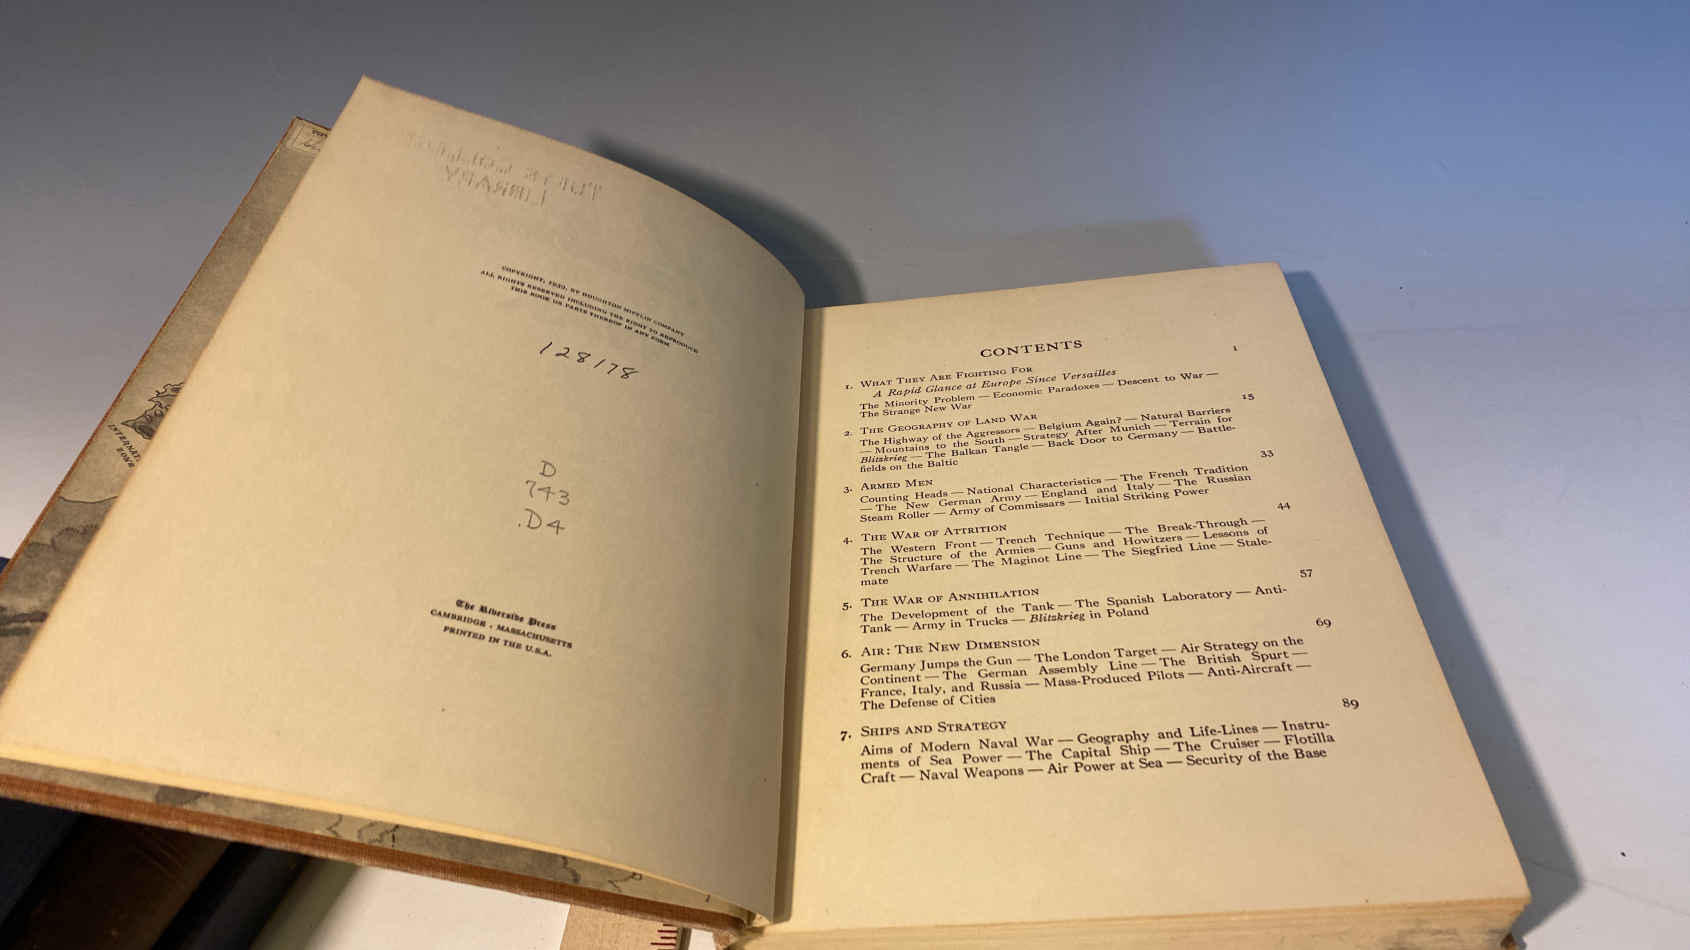 LIBRARY
COPYRIGHT, 1939, BY HOUGHTON MIFFLIN COMPANY
ALL RIGHTS RESERVED INCLUDING THE RIGHT TO REPRODUCE
THIS BOOK OR PARTS THEREOF IN ANY FORM
128178
D
743
.D4
The Riverside Press
CAMBRIDGE · MASSACHUSETTS
PRINTED IN THE U.S.A.
ZONE
CONTENTS
1. What They Are Fighting For 1
A Rapid Glance at Europe Since Versailles
The Minority Problem — Economic Paradoxes — Descent to War —
The Strange New War
2. The Geography of Land War 15
The Highway of the Aggressors — Belgium Again? — Natural Barriers
— Mountains to the South — Strategy After Munich — Terrain for
Blitzkrieg — The Balkan Tangle — Back Door to Germany — Battle-
fields on the Baltic
3. Armed Men 33
Counting Heads — National Characteristics — The French Tradition
— The New German Army — England and Italy — The Russian
Steam Roller — Army of Commissars — Initial Striking Power
4. The War of Attrition 44
The Western Front — Trench Technique — The Break-Through —
The Structure of the Armies — Guns and Howitzers — Lessons of
Trench Warfare — The Maginot Line — The Siegfried Line — Stale-
mate
5. The War of Annihilation 57
The Development of the Tank — The Spanish Laboratory — Anti-
Tank — Army in Trucks — Blitzkrieg in Poland
6. Air: The New Dimension 69
Germany Jumps the Gun — The London Target — Air Strategy on the
Continent — The German Assembly Line — The British Spurt —
France, Italy, and Russia — Mass-Produced Pilots — Anti-Aircraft —
The Defense of Cities
7. Ships and Strategy 89
Aims of Modern Naval War — Geography and Life-Lines — Instru-
ments of Sea Power — The Capital Ship — The Cruiser — Flotilla
Craft — Naval Weapons — Air Power at Sea — Security of the Base